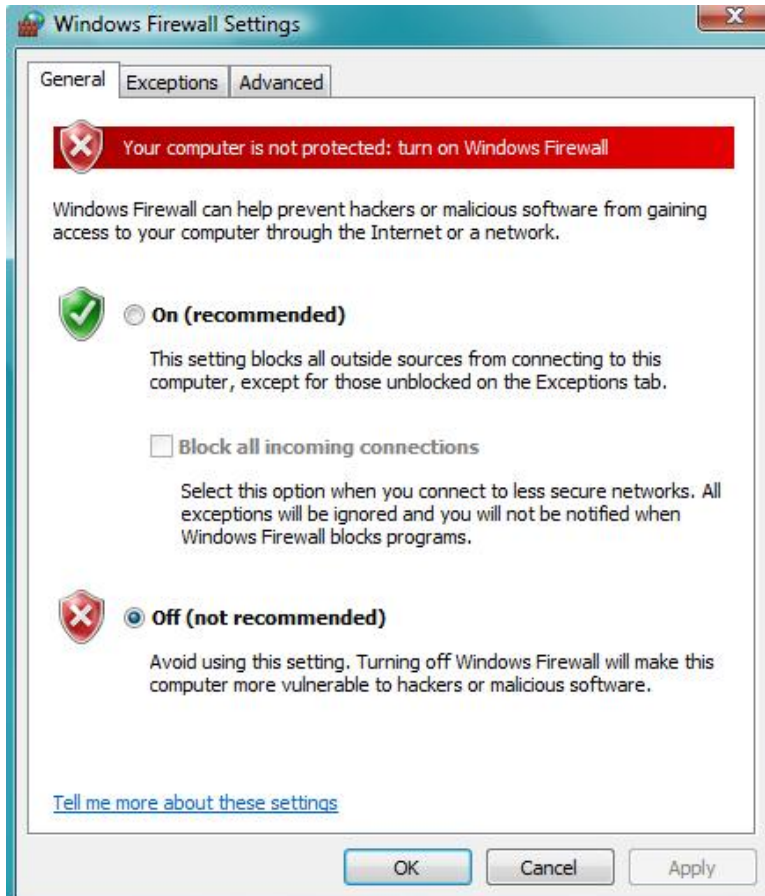 Windows Firewall Settings
General Exceptions Advanced
Your computer is not protected: turn on Windows Firewall
Windows Firewall can help prevent hackers or malicious software from gaining
access to your computer through the Internet or a network.
On (recommended)
This setting blocks all outside sources from connecting to this
computer, except for those unblocked on the Exceptions tab.
Block all incoming connections
Select this option when you connect to less secure networks. All
exceptions will be ignored and you will not be notified when
Windows Firewall blocks programs.
Off (not recommended)
Avoid using this setting. Turning off Windows Firewall will make this
computer more vulnerable to hackers or malicious software.
Tell me more about these settings
OK Cancel Apply